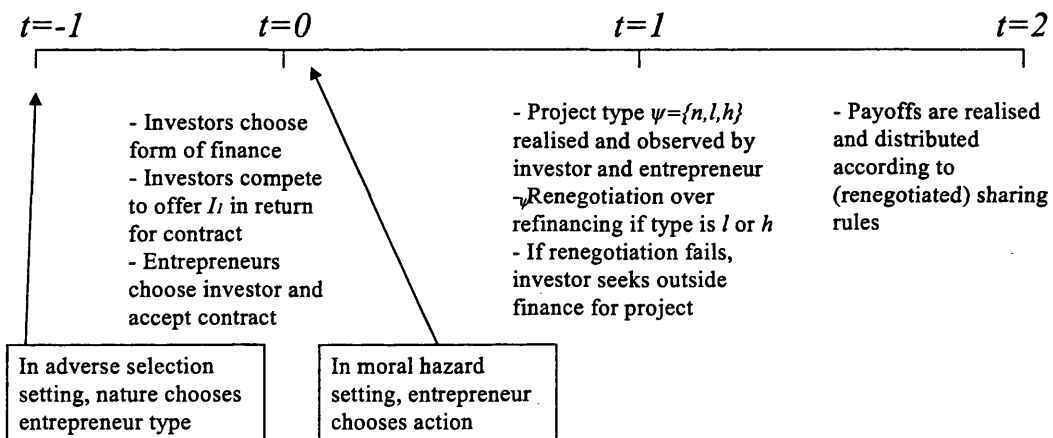 t=-1
t=0
t=1
t=2
- Investors choose
form of finance
- Investors compete
to offer I₁ in return
for contract
- Entrepreneurs
choose investor and
accept contract
- Project type ψ={n,l,h}
realised and observed by
investor and entrepreneur
-ψRenegotiation over
refinancing if type is l or h
- If renegotiation fails,
investor seeks outside
finance for project
- Payoffs are realised
and distributed
according to
(renegotiated) sharing
rules
In adverse selection
setting, nature chooses
entrepreneur type
In moral hazard
setting, entrepreneur
chooses action